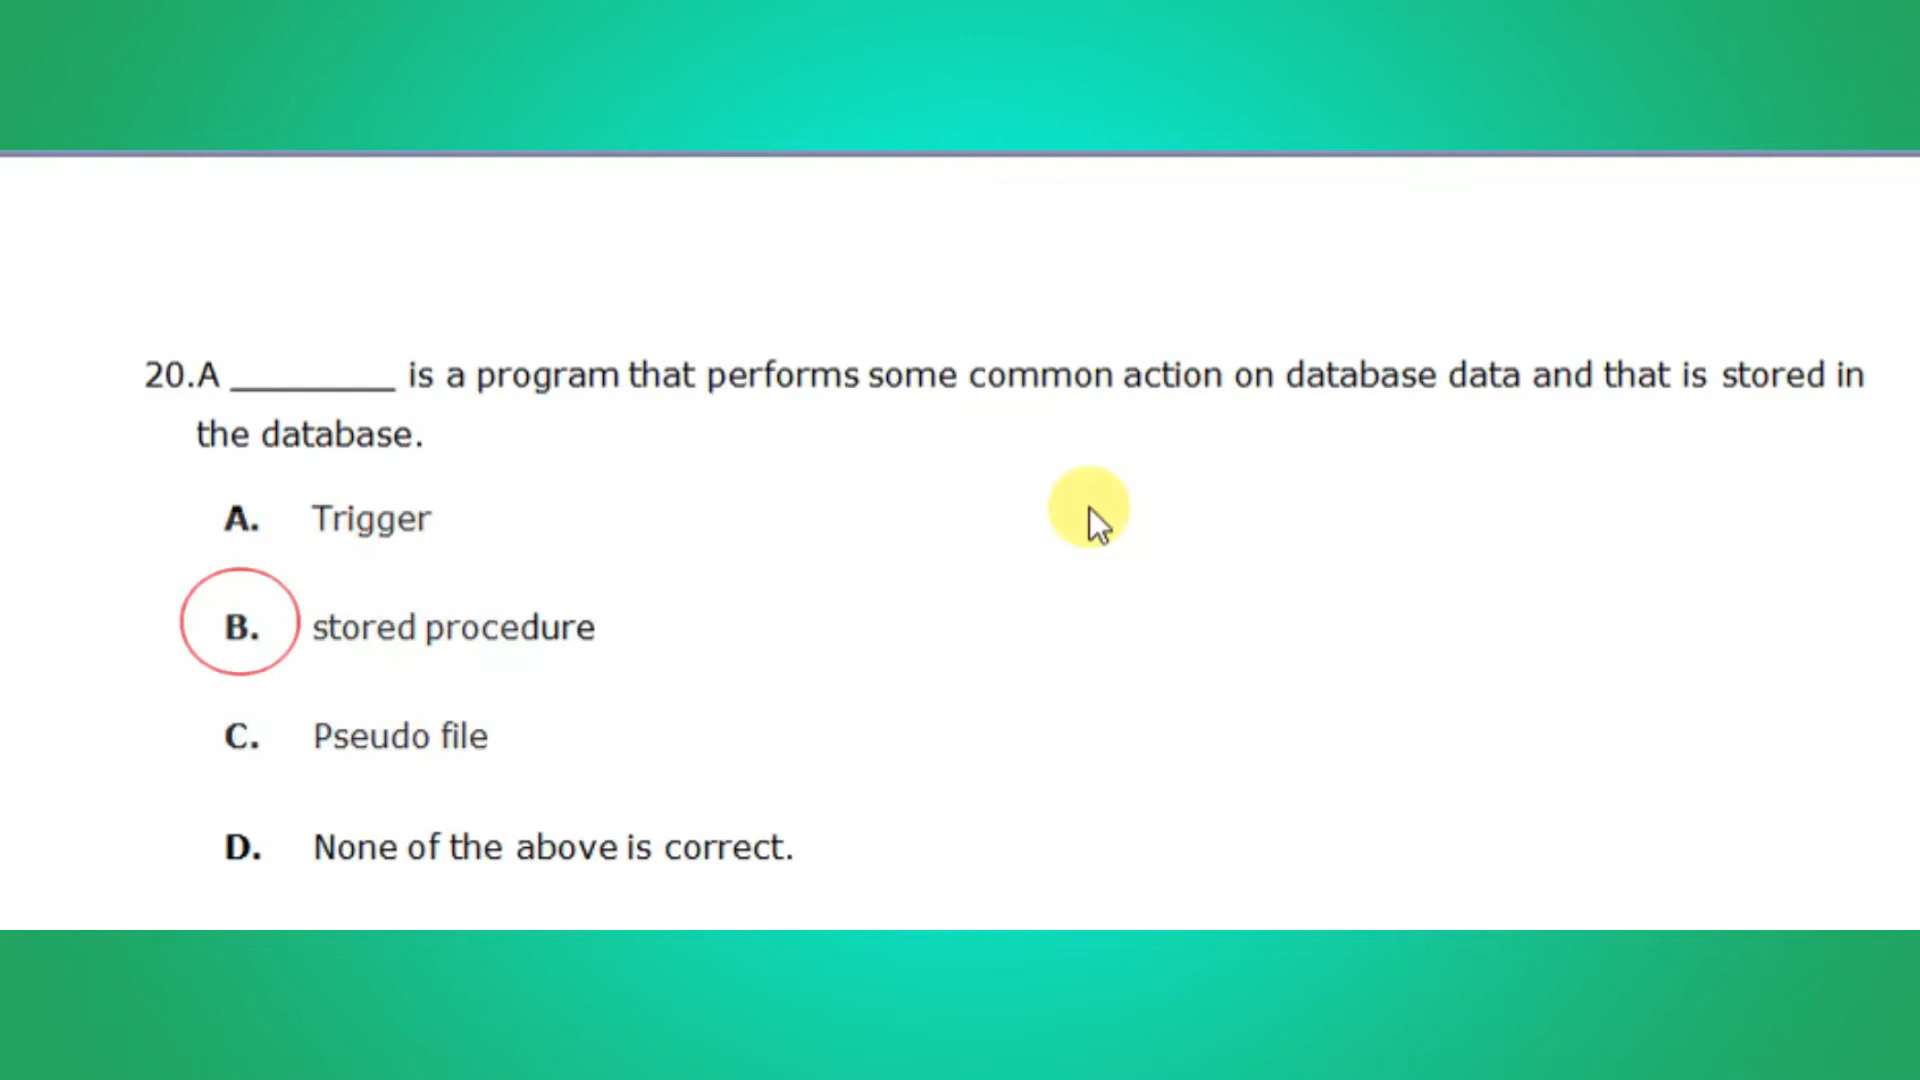 20.A _________ is a program that performs some common action on database data and that is stored in
the database.
A. Trigger
B. stored procedure
C. Pseudo file
D. None of the above is correct.